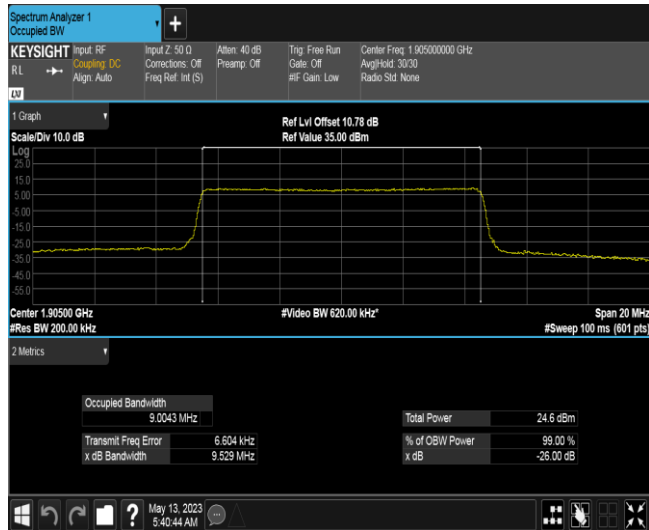 Spectrum Analyzer 1
Occupied BW
+
KEYSIGHT Input: RF Input Z: 50 Ω Atten: 40 dB Trig: Free Run Center Freq: 1.905000000 GHz
RL Coupling: DC Corrections: Off Preamp: Off Gate: Off Avg|Hold: 30/30
Align: Auto Freq Ref: Int (S) #IF Gain: Low Radio Std: None
LXI
1 Graph
Ref Lvl Offset 10.78 dB
Scale/Div 10.0 dB Ref Value 35.00 dBm
Log
25.0
15.0
5.00
-5.00
-15.0
-25.0
-35.0
-45.0
-55.0
Center 1.90500 GHz #Video BW 620.00 kHz* Span 20 MHz
#Res BW 200.00 kHz #Sweep 100 ms (601 pts)
2 Metrics
Occupied Bandwidth
9.0043 MHz Total Power 24.6 dBm
Transmit Freq Error 6.604 kHz % of OBW Power 99.00 %
x dB Bandwidth 9.529 MHz x dB -26.00 dB
? May 13, 2023
5:40:44 AM